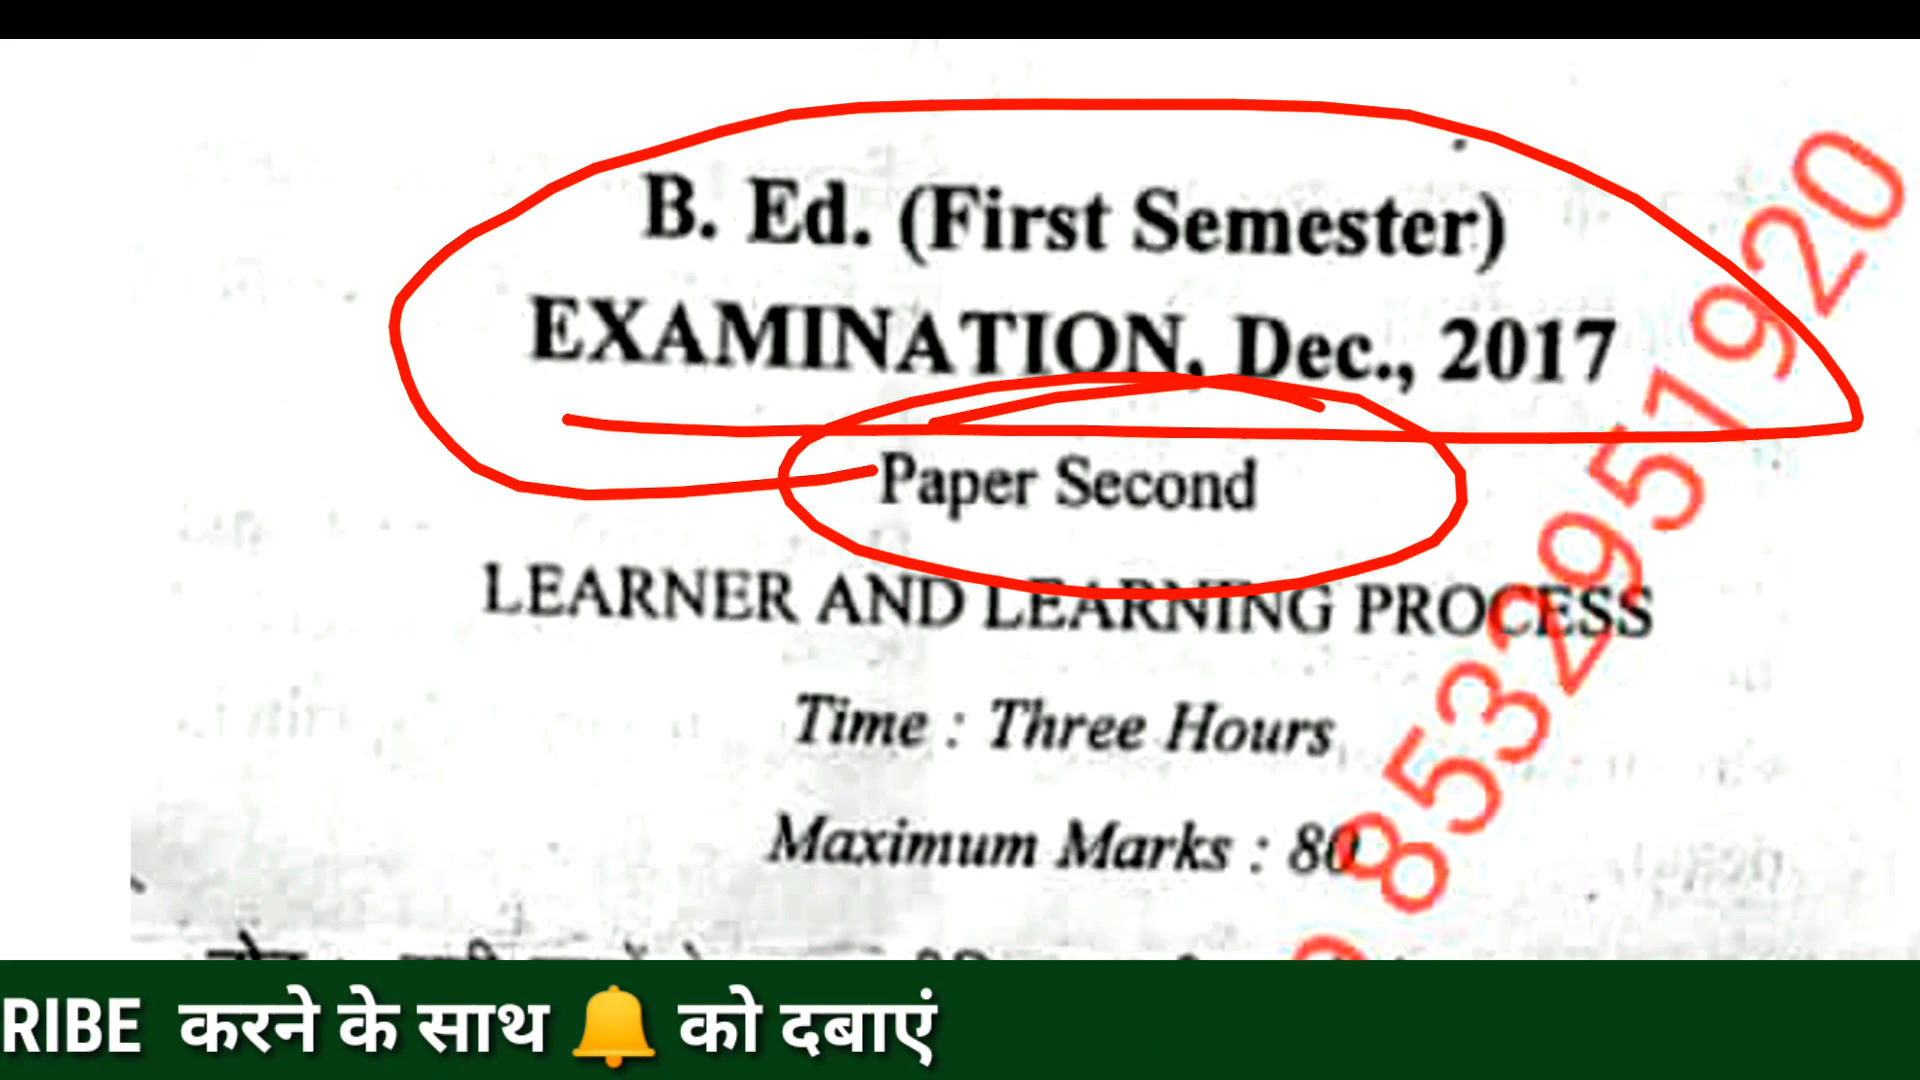 B. Ed. (First Semester)
EXAMINATION, Dec., 2017
Paper Second
LEARNER AND LEARNING PROCESS
Time : Three Hours
Maximum Marks : 80
8532951920
RIBE करने के साथ 🔔 को दबाएं